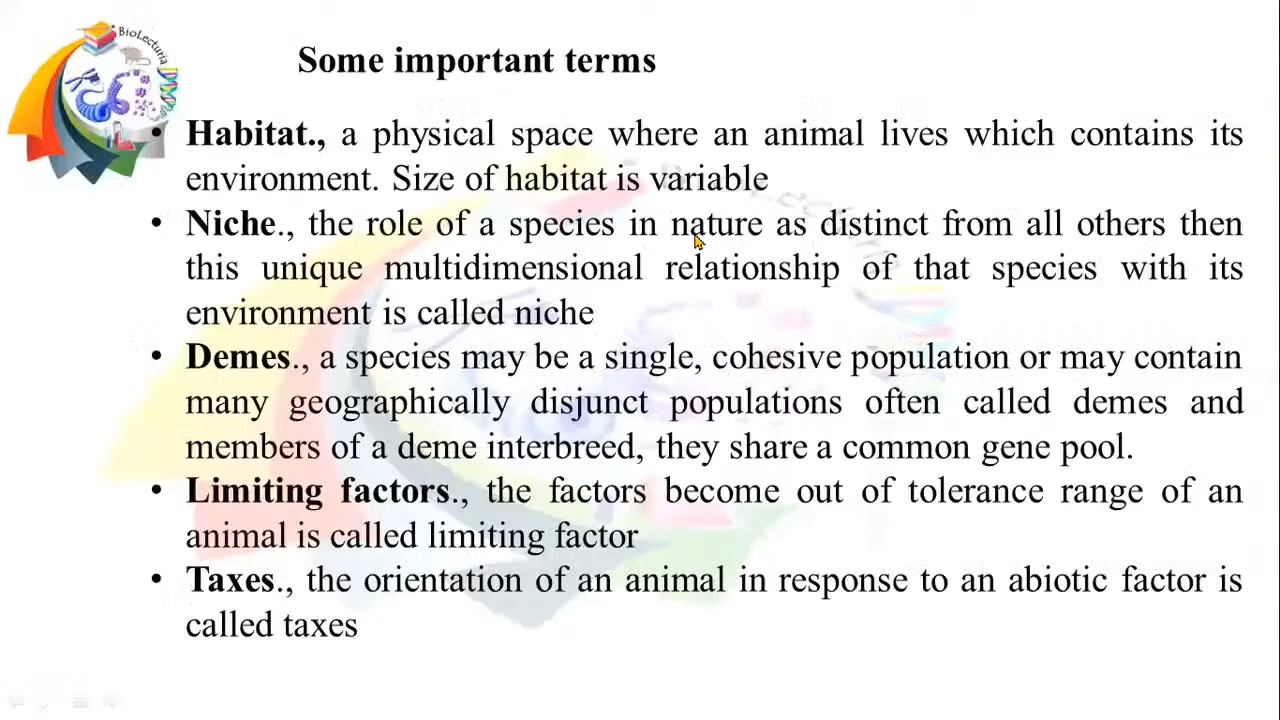 BioLecturia
Some important terms
• Habitat., a physical space where an animal lives which contains its
environment. Size of habitat is variable
• Niche., the role of a species in nature as distinct from all others then
this unique multidimensional relationship of that species with its
environment is called niche
• Demes., a species may be a single, cohesive population or may contain
many geographically disjunct populations often called demes and
members of a deme interbreed, they share a common gene pool.
• Limiting factors., the factors become out of tolerance range of an
animal is called limiting factor
• Taxes., the orientation of an animal in response to an abiotic factor is
called taxes